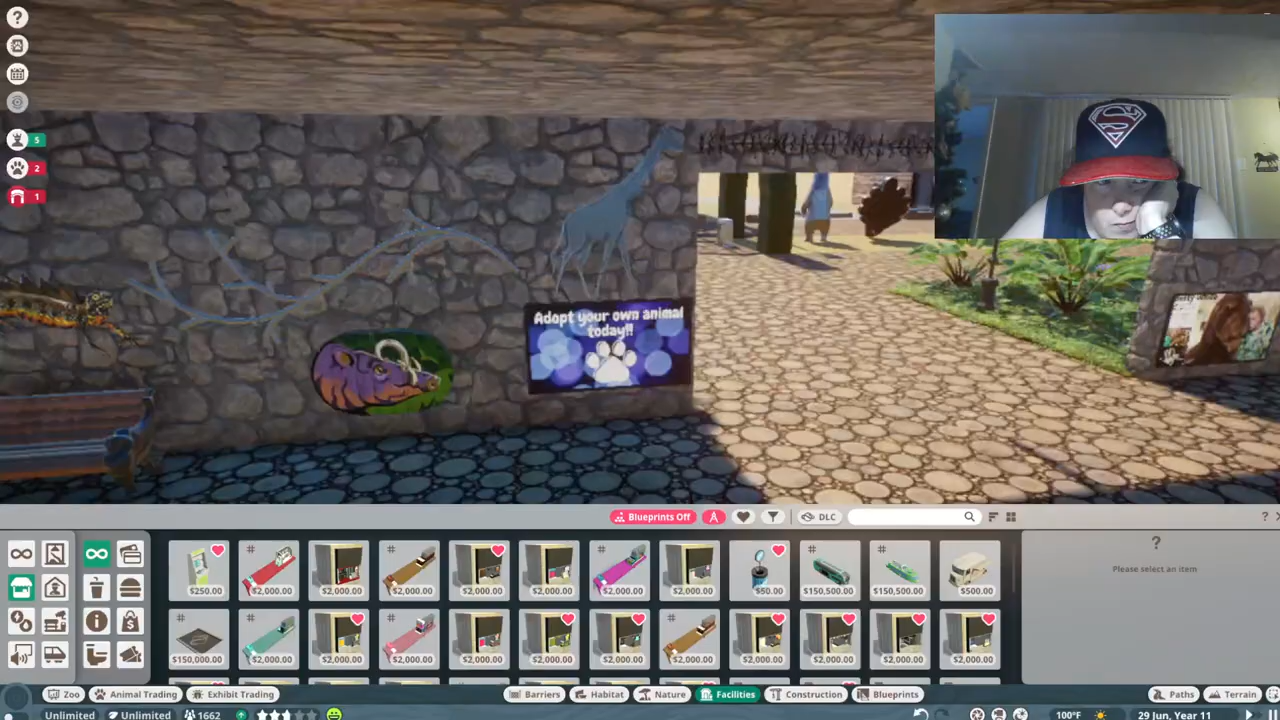 ?
5
2
1
Adopt your own animal
today!!
Blueprints Off
DLC
?
# # # # #
$250.00 $2,000.00 $2,000.00 $2,000.00 $2,000.00 $2,000.00 $2,000.00 $2,000.00 $50.00 $150,500.00 $150,500.00 $500.00
?
Please select an item
# # # #
$150,000.00 $2,000.00 $2,000.00 $2,000.00 $2,000.00 $2,000.00 $2,000.00 $2,000.00 $2,000.00 $2,000.00 $2,000.00 $2,000.00
Zoo Animal Trading Exhibit Trading Barriers Habitat Nature Facilities Construction Blueprints Paths Terrain
Unlimited Unlimited 1662 100°F 29 Jun, Year 11